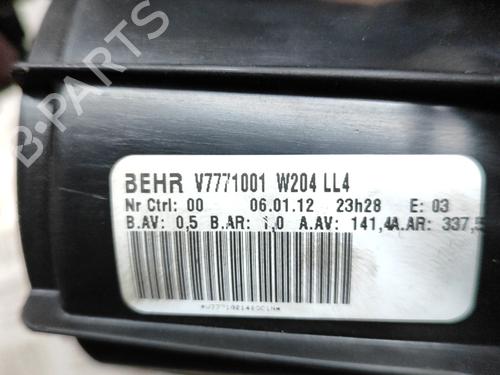 BEHR V7771001 W204 LL4
Nr Ctrl: 00 06.01.12 23h28 E: 03
B.AV: 0,5 B.AR: 1,0 A.AV: 141,4A.AR: 337,5
B-PARTS